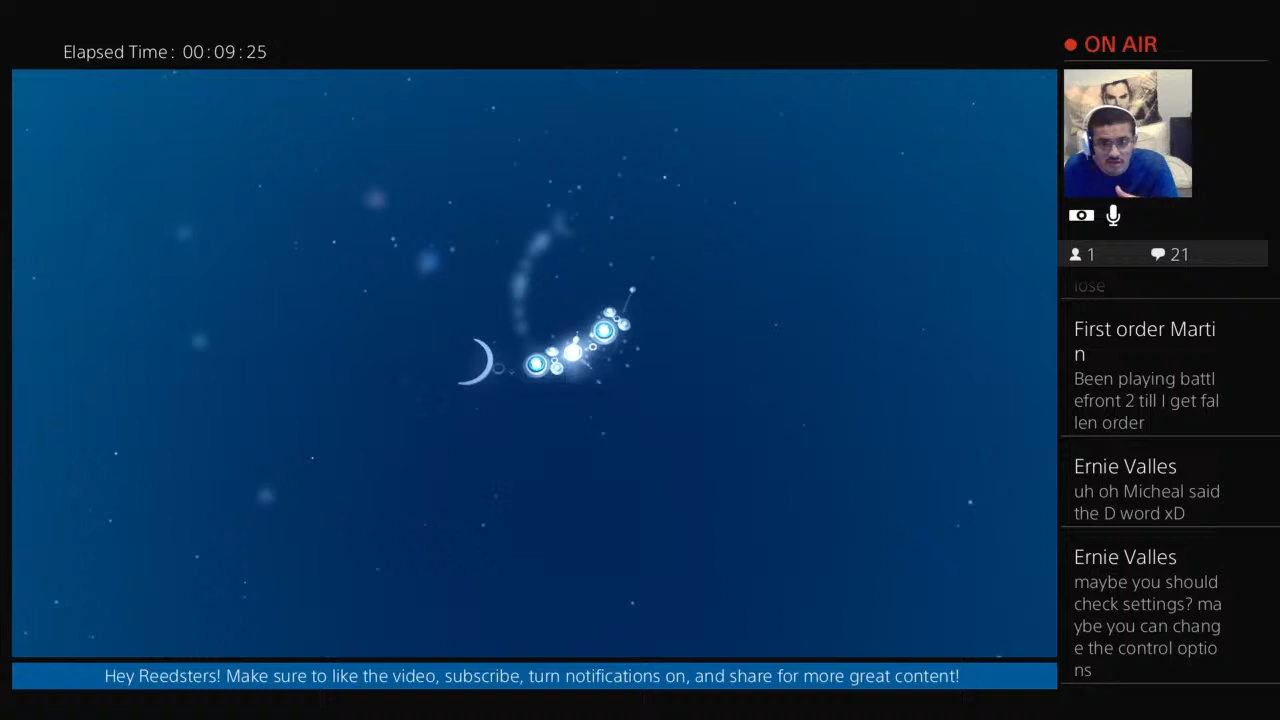 Elapsed Time: 00:09:25
ON AIR
1
21
lose
First order Marti
n
Been playing battl
efront 2 till I get fal
len order
Ernie Valles
uh oh Micheal said
the D word xD
Ernie Valles
maybe you should
check settings? ma
ybe you can chang
e the control optio
ns
Hey Reedsters! Make sure to like the video, subscribe, turn notifications on, and share for more great content!